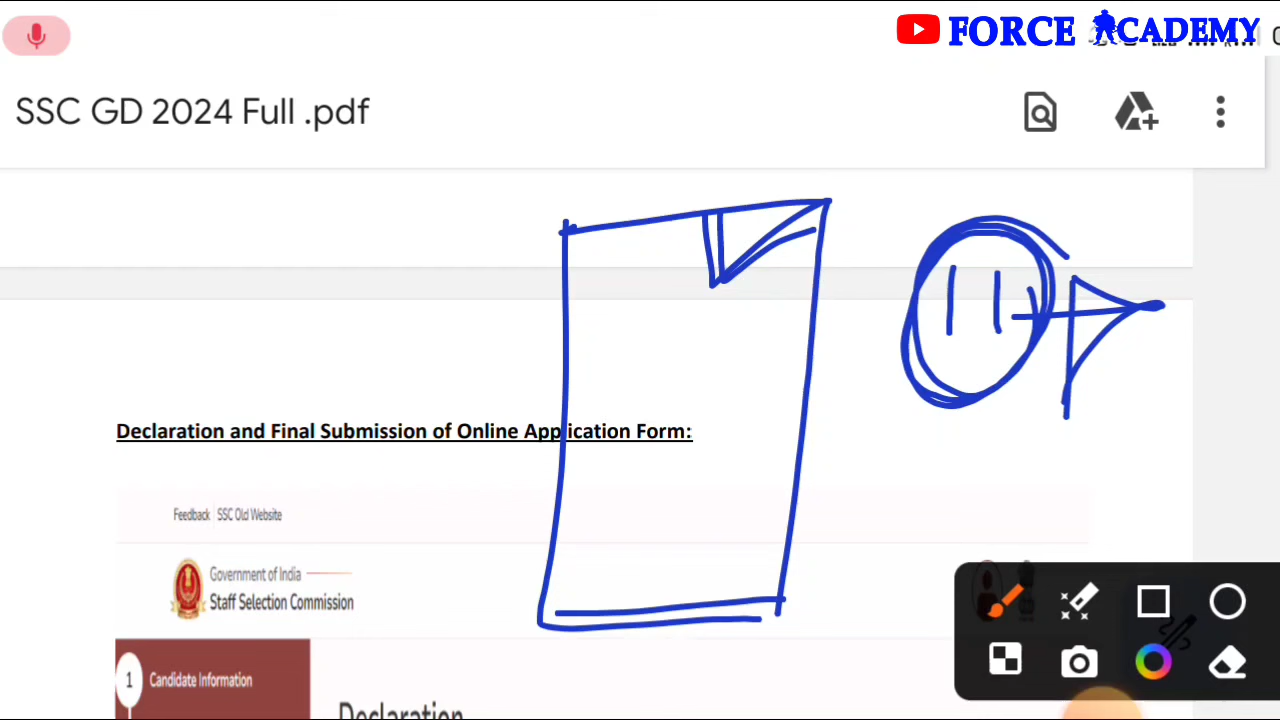 FORCE ACADEMY
SSC GD 2024 Full .pdf
11
Declaration and Final Submission of Online Application Form:
Feedback SSC Old Website
Government of India
Staff Selection Commission
1 Candidate Information
Declaration